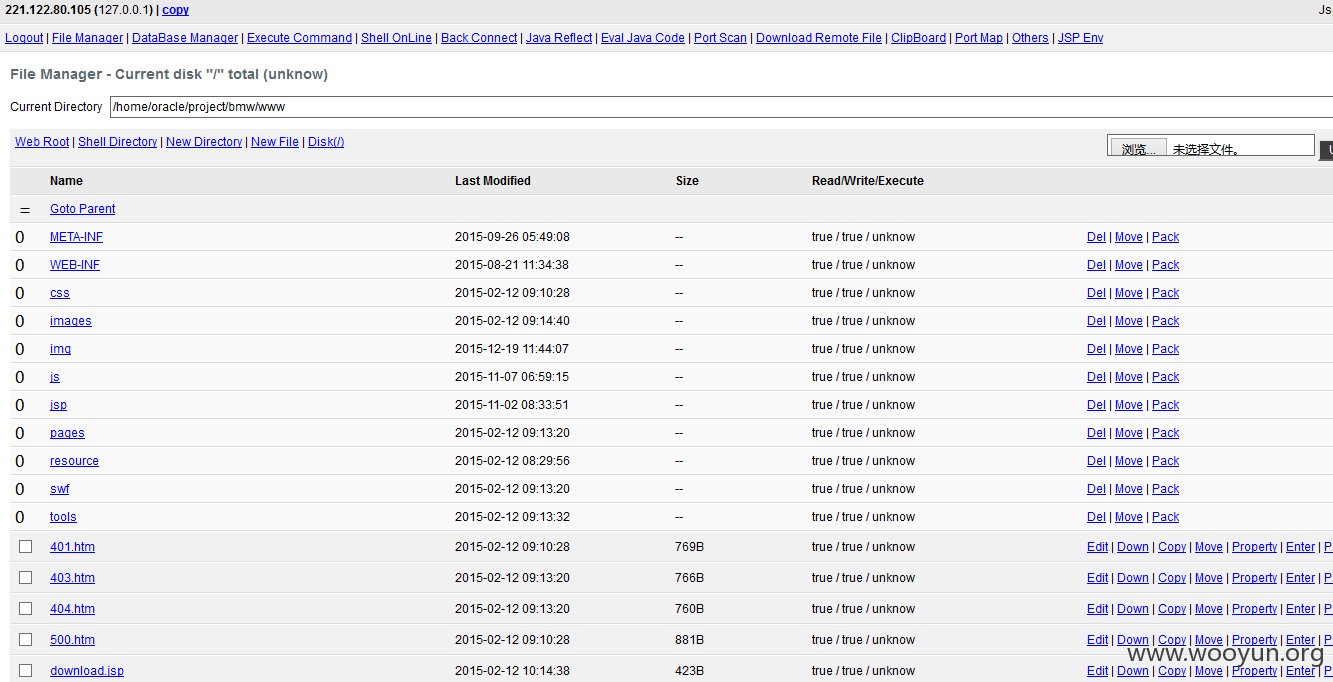 221.122.80.105 (127.0.0.1) | copy Js
Logout | File Manager | DataBase Manager | Execute Command | Shell OnLine | Back Connect | Java Reflect | Eval Java Code | Port Scan | Download Remote File | ClipBoard | Port Map | Others | JSP Env
File Manager - Current disk "/" total (unknow)
Current Directory /home/oracle/project/bmw/www
Web Root | Shell Directory | New Directory | New File | Disk(/) 浏览... 未选择文件。
Name Last Modified Size Read/Write/Execute
= Goto Parent
0 META-INF 2015-09-26 05:49:08 -- true / true / unknow Del | Move | Pack
0 WEB-INF 2015-08-21 11:34:38 -- true / true / unknow Del | Move | Pack
0 css 2015-02-12 09:10:28 -- true / true / unknow Del | Move | Pack
0 images 2015-02-12 09:14:40 -- true / true / unknow Del | Move | Pack
0 img 2015-12-19 11:44:07 -- true / true / unknow Del | Move | Pack
0 js 2015-11-07 06:59:15 -- true / true / unknow Del | Move | Pack
0 jsp 2015-11-02 08:33:51 -- true / true / unknow Del | Move | Pack
0 pages 2015-02-12 09:13:20 -- true / true / unknow Del | Move | Pack
0 resource 2015-02-12 08:29:56 -- true / true / unknow Del | Move | Pack
0 swf 2015-02-12 09:13:20 -- true / true / unknow Del | Move | Pack
0 tools 2015-02-12 09:13:32 -- true / true / unknow Del | Move | Pack
401.htm 2015-02-12 09:10:28 769B true / true / unknow Edit | Down | Copy | Move | Property | Enter | P
403.htm 2015-02-12 09:13:20 766B true / true / unknow Edit | Down | Copy | Move | Property | Enter | P
404.htm 2015-02-12 09:13:20 760B true / true / unknow Edit | Down | Copy | Move | Property | Enter | P
500.htm 2015-02-12 09:10:28 881B true / true / unknow Edit | Down | Copy | Move | Property | Enter | P
download.jsp 2015-02-12 10:14:38 423B true / true / unknow Edit | Down | Copy | Move | Property | Enter | P
www.wooyun.org